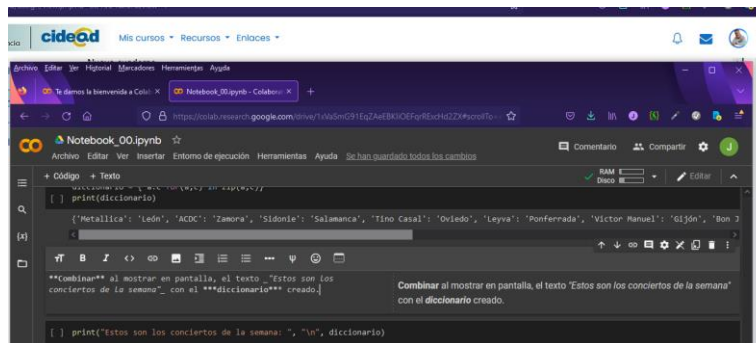 cidead Mis cursos Recursos Enlaces
Archivo Editar Ver Historial Marcadores Herramientas Ayuda
Te damos la bienvenida a Colab Notebook_00.ipynb - Colabora
https://colab.research.google.com/drive/
Notebook_00.ipynb
Comentario Compartir J
Archivo Editar Ver Insertar Entorno de ejecución Herramientas Ayuda Se han guardado todos los cambios
+ Código + Texto RAM Disco Editar
[ ] print(diccionario)
{'Metallica': 'León', 'ACDC': 'Zamora', 'Sidonie': 'Salamanca', 'Tino Casal': 'Oviedo', 'Leyva': 'Ponferrada', 'Victor Manuel': 'Gijón', 'Bon J
**Combinar** al mostrar en pantalla, el texto _"Estos son los
conciertos de la semana"_ con el ***diccionario*** creado.
Combinar al mostrar en pantalla, el texto "Estos son los conciertos de la semana"
con el diccionario creado.
[ ] print("Estos son los conciertos de la semana: ", "\n", diccionario)